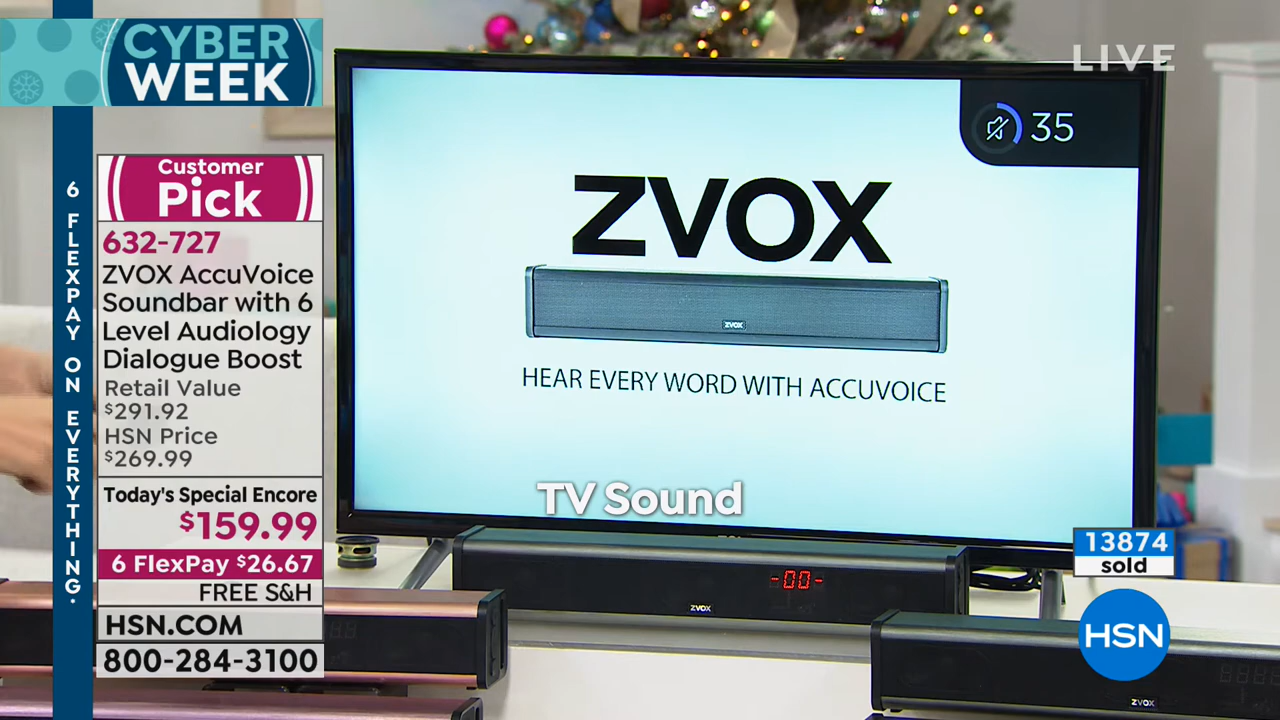 CYBER
WEEK
LIVE
35
6 FLEXPAY ON EVERYTHING.
Customer
Pick
632-727
ZVOX AccuVoice
Soundbar with 6
Level Audiology
Dialogue Boost
Retail Value
$291.92
HSN Price
$269.99
Today's Special Encore
$159.99
6 FlexPay $26.67
FREE S&H
HSN.COM
800-284-3100
ZVOX
ZVOX
HEAR EVERY WORD WITH ACCUVOICE
TV Sound
-00-
ZVOX
13874
sold
HSN
ZVOX